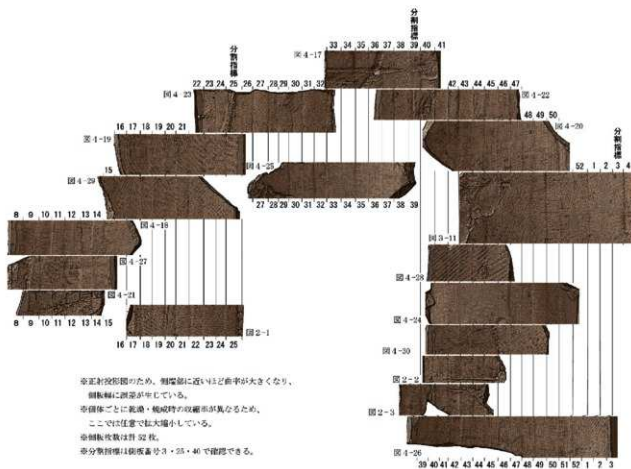 分割指標
33 34 35 36 37 38 39 40 41
図4-17
分割指標
22 23 24 25 26 27 28 29 30 31 32
図4-23
42 43 44 45 46 47
図4-22
48 49 50
図4-20
16 17 18 19 20 21
図4-19
分割指標
52 1 2 3 4
15
図4-29
図4-25
27 28 29 30 31 32 33 34 35 36 37 38 39
8 9 10 11 12 13 14
図4-18
図3-11
図4-27
図4-28
図4-21
8 9 10 11 12 13 14 15
図4-24
図2-1
16 17 18 19 20 21 22 23 24 25
図4-30
図2-2
図2-3
図4-26
39 40 41 42 43 44 45 46 47 48 49 50 51 52 1 2 3
※正射投影図のため、側端部に近いほど曲率が大きくなり、
側板幅に誤差が生じている。
※個体ごとに乾燥・焼成時の収縮率が異なるため、
ここでは任意で拡大縮小している。
※側板枚数は計52枚。
※分割指標は側板番号3・25・40で確認できる。